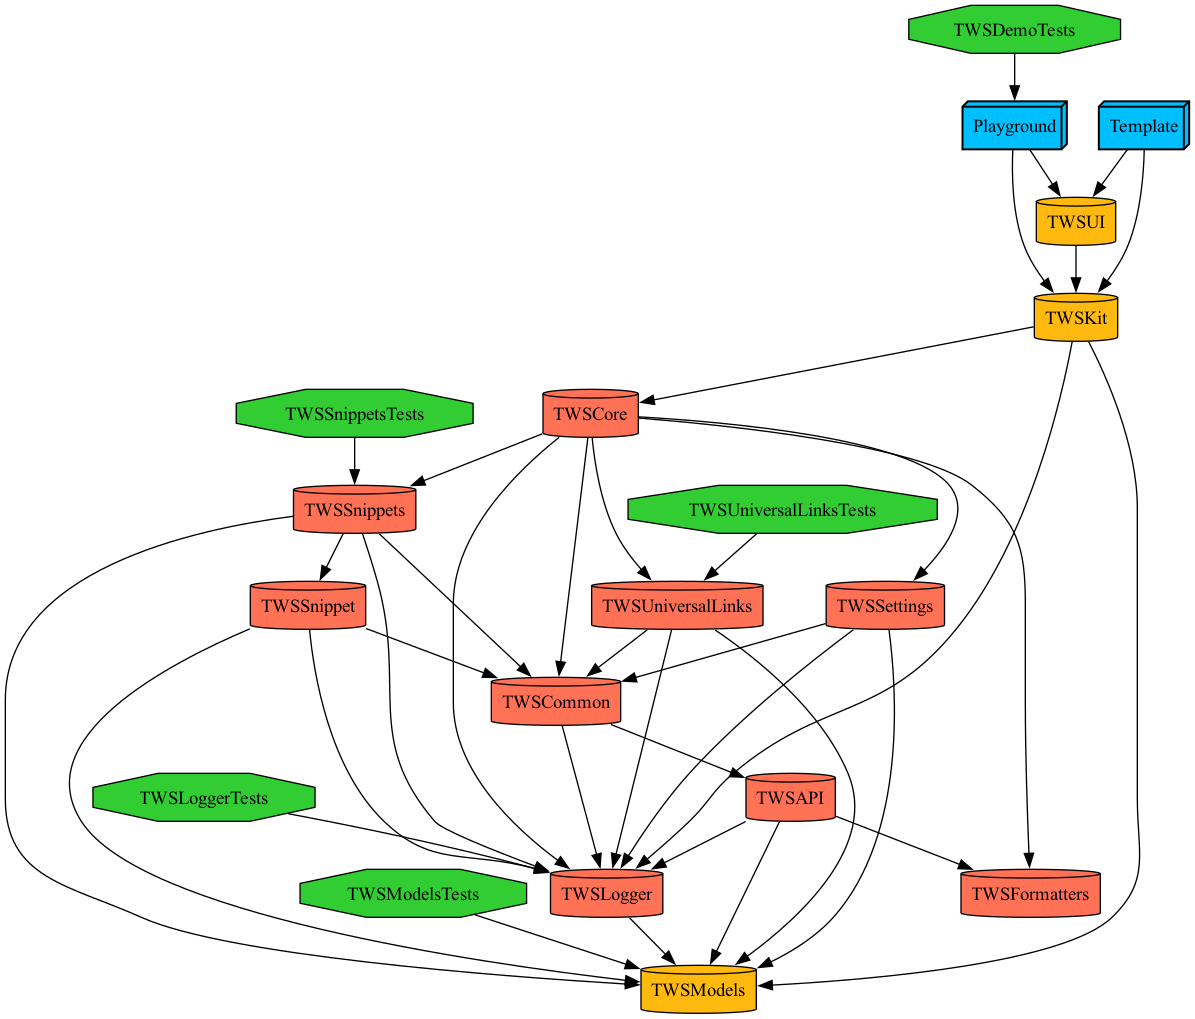 TWSDemoTests
Playground
Template
TWSUI
TWSKit
TWSSnippetsTests
TWSCore
TWSSnippets
TWSUniversalLinksTests
TWSSnippet
TWSUniversalLinks
TWSSettings
TWSCommon
TWSLoggerTests
TWSAPI
TWSModelsTests
TWSLogger
TWSFormatters
TWSModels